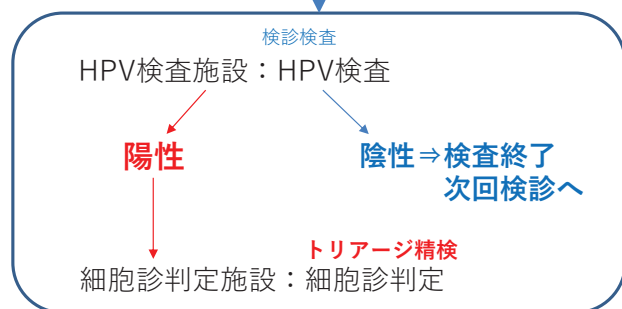 検診検査
HPV検査施設：HPV検査
陽性
陰性⇒検査終了
次回検診へ
トリアージ精検
細胞診判定施設：細胞診判定